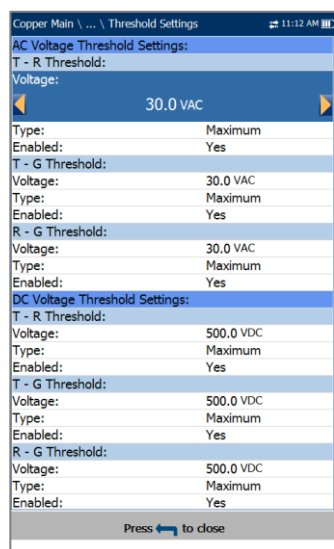 Copper Main \ ... \ Threshold Settings 11:12 AM
AC Voltage Threshold Settings:
T - R Threshold:
Voltage:
30.0 VAC
Type: Maximum
Enabled: Yes
T - G Threshold:
Voltage: 30.0 VAC
Type: Maximum
Enabled: Yes
R - G Threshold:
Voltage: 30.0 VAC
Type: Maximum
Enabled: Yes
DC Voltage Threshold Settings:
T - R Threshold:
Voltage: 500.0 VDC
Type: Maximum
Enabled: Yes
T - G Threshold:
Voltage: 500.0 VDC
Type: Maximum
Enabled: Yes
R - G Threshold:
Voltage: 500.0 VDC
Type: Maximum
Enabled: Yes
Press to close